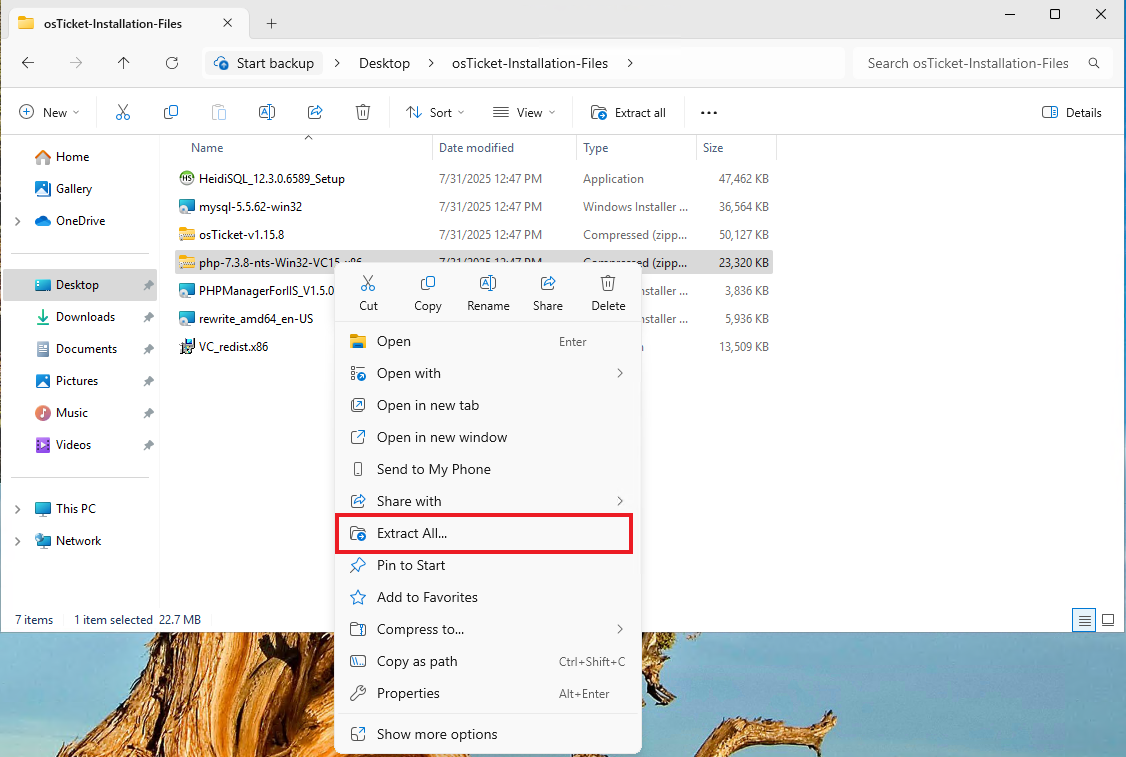 osTicket-Installation-Files
Start backup > Desktop > osTicket-Installation-Files >
Search osTicket-Installation-Files
New
Sort
View
Extract all
Details
Name Date modified Type Size
Home
Gallery
OneDrive
Desktop
Downloads
Documents
Pictures
Music
Videos
This PC
Network
HeidiSQL_12.3.0.6589_Setup 7/31/2025 12:47 PM Application 47,462 KB
mysql-5.5.62-win32 7/31/2025 12:47 PM Windows Installer ... 36,564 KB
osTicket-v1.15.8 7/31/2025 12:47 PM Compressed (zipp... 50,127 KB
php-7.3.8-nts-Win32-VC15-x86 7/31/2025 12:47 PM Compressed (zipp... 23,320 KB
PHPManagerForIIS_V1.5.0 nstaller ... 3,836 KB
rewrite_amd64_en-US nstaller ... 5,936 KB
VC_redist.x86 13,509 KB
Cut Copy Rename Share Delete
Open Enter
Open with
Open in new tab
Open in new window
Send to My Phone
Share with
Extract All...
Pin to Start
Add to Favorites
Compress to...
Copy as path Ctrl+Shift+C
Properties Alt+Enter
Show more options
7 items 1 item selected 22.7 MB